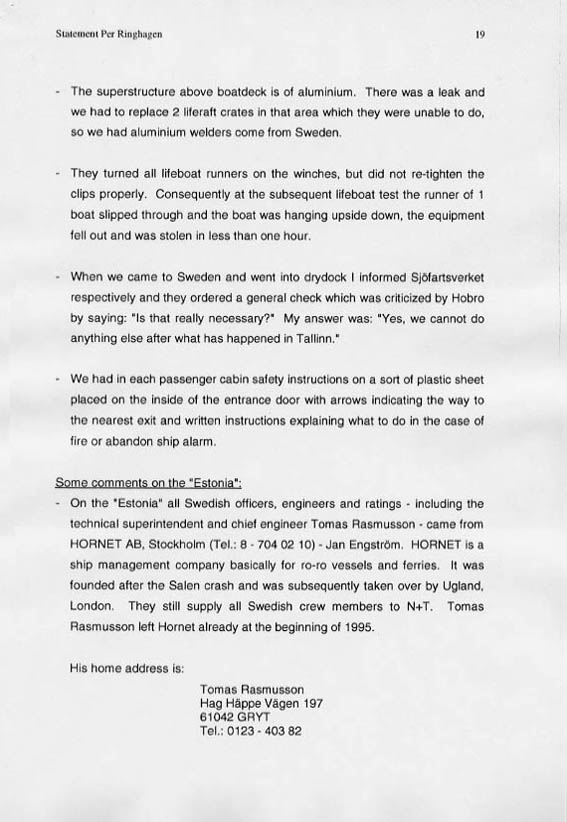 Statement Per Ringhagen 19
- The superstructure above boatdeck is of aluminium. There was a leak and
we had to replace 2 liferaft crates in that area which they were unable to do,
so we had aluminium welders come from Sweden.
- They turned all lifeboat runners on the winches, but did not re-tighten the
clips properly. Consequently at the subsequent lifeboat test the runner of 1
boat slipped through and the boat was hanging upside down, the equipment
fell out and was stolen in less than one hour.
- When we came to Sweden and went into drydock I informed Sjöfartsverket
respectively and they ordered a general check which was criticized by Hobro
by saying: "Is that really necessary?" My answer was: "Yes, we cannot do
anything else after what has happened in Tallinn."
- We had in each passenger cabin safety instructions on a sort of plastic sheet
placed on the inside of the entrance door with arrows indicating the way to
the nearest exit and written instructions explaining what to do in the case of
fire or abandon ship alarm.
Some comments on the "Estonia":
- On the "Estonia" all Swedish officers, engineers and ratings - including the
technical superintendent and chief engineer Tomas Rasmusson - came from
HORNET AB, Stockholm (Tel.: 8 - 704 02 10) - Jan Engström. HORNET is a
ship management company basically for ro-ro vessels and ferries. It was
founded after the Salen crash and was subsequently taken over by Ugland,
London. They still supply all Swedish crew members to N+T. Tomas
Rasmusson left Hornet already at the beginning of 1995.
His home address is:
Tomas Rasmusson
Hag Häppe Vägen 197
61042 GRYT
Tel.: 0123 - 403 82